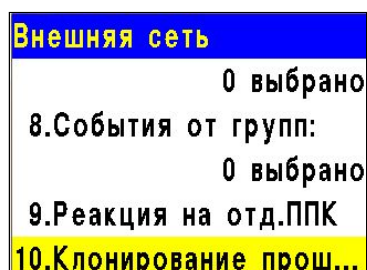 Внешняя сеть
0 выбрано
8.События от групп:
0 выбрано
9.Реакция на отд.ППК
10.Клонирование прош...